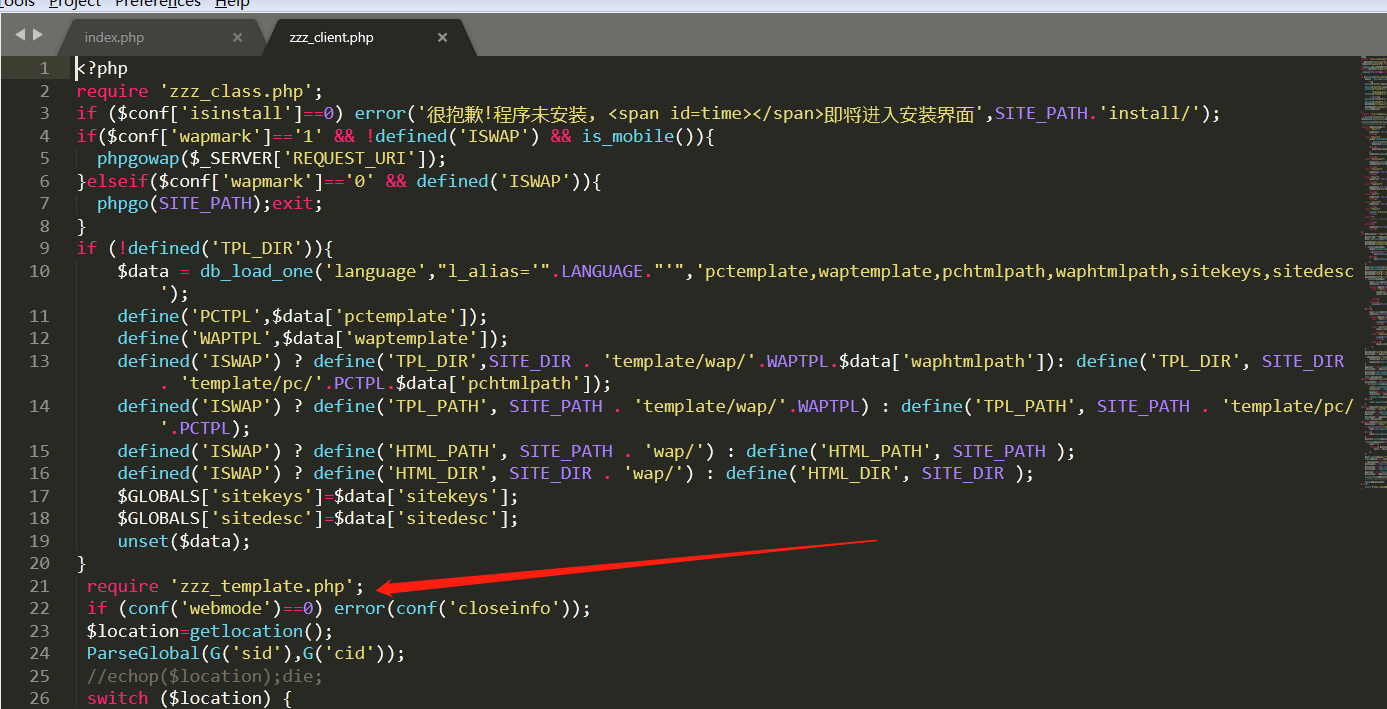 Tools Project Preferences Help
index.php × zzz_client.php ×
1 <?php
2 require 'zzz_class.php';
3 if ($conf['isinstall']==0) error('很抱歉!程序未安装, <span id=time></span>即将进入安装界面',SITE_PATH.'install/');
4 if($conf['wapmark']=='1' && !defined('ISWAP') && is_mobile()){
5 phpgowap($_SERVER['REQUEST_URI']);
6 }elseif($conf['wapmark']=='0' && defined('ISWAP')){
7 phpgo(SITE_PATH);exit;
8 }
9 if (!defined('TPL_DIR')){
10 $data = db_load_one('language',"l_alias='".LANGUAGE."'",'pctemplate,waptemplate,pchtmlpath,waphtmlpath,sitekeys,sitedesc
');
11 define('PCTPL',$data['pctemplate']);
12 define('WAPTPL',$data['waptemplate']);
13 defined('ISWAP') ? define('TPL_DIR',SITE_DIR . 'template/wap/'.WAPTPL.$data['waphtmlpath']): define('TPL_DIR', SITE_DIR
. 'template/pc/'.PCTPL.$data['pchtmlpath']);
14 defined('ISWAP') ? define('TPL_PATH', SITE_PATH . 'template/wap/'.WAPTPL) : define('TPL_PATH', SITE_PATH . 'template/pc/
'.PCTPL);
15 defined('ISWAP') ? define('HTML_PATH', SITE_PATH . 'wap/') : define('HTML_PATH', SITE_PATH );
16 defined('ISWAP') ? define('HTML_DIR', SITE_DIR . 'wap/') : define('HTML_DIR', SITE_DIR );
17 $GLOBALS['sitekeys']=$data['sitekeys'];
18 $GLOBALS['sitedesc']=$data['sitedesc'];
19 unset($data);
20 }
21 require 'zzz_template.php';
22 if (conf('webmode')==0) error(conf('closeinfo'));
23 $location=getlocation();
24 ParseGlobal(G('sid'),G('cid'));
25 //echop($location);die;
26 switch ($location) {